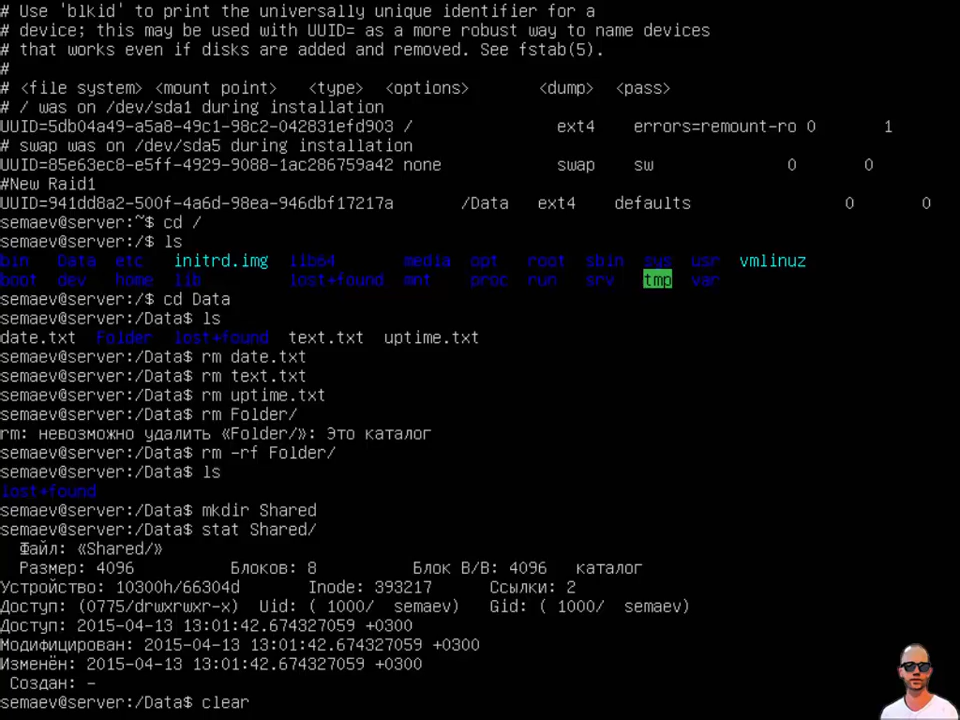 # Use 'blkid' to print the universally unique identifier for a
# device; this may be used with UUID= as a more robust way to name devices
# that works even if disks are added and removed. See fstab(5).
#
# <file system> <mount point>   <type>  <options>       <dump>  <pass>
# / was on /dev/sda1 during installation
UUID=5db04a49-a5a8-49c1-98c2-042831efd903 /               ext4    errors=remount-ro 0       1
# swap was on /dev/sda5 during installation
UUID=85e63ec8-e5ff-4929-9088-1ac286759a42 none            swap    sw              0       0
#New Raid1
UUID=941dd8a2-500f-4a6d-98ea-946dbf17217a       /Data   ext4    defaults                0       0
semaev@server:~$ cd /
semaev@server:/$ ls
bin   Data  etc   initrd.img  lib64       media  opt   root  sbin  sys  usr  vmlinuz
boot  dev   home  lib         lost+found  mnt    proc  run   srv   tmp  var
semaev@server:/$ cd Data
semaev@server:/Data$ ls
date.txt  Folder  lost+found  text.txt  uptime.txt
semaev@server:/Data$ rm date.txt
semaev@server:/Data$ rm text.txt
semaev@server:/Data$ rm uptime.txt
semaev@server:/Data$ rm Folder/
rm: невозможно удалить «Folder/»: Это каталог
semaev@server:/Data$ rm -rf Folder/
semaev@server:/Data$ ls
lost+found
semaev@server:/Data$ mkdir Shared
semaev@server:/Data$ stat Shared/
  Файл: «Shared/»
  Размер: 4096          Блоков: 8          Блок В/В: 4096   каталог
Устройство: 10300h/66304d       Inode: 393217      Ссылки: 2
Доступ: (0775/drwxrwxr-x)  Uid: ( 1000/  semaev)   Gid: ( 1000/  semaev)
Доступ: 2015-04-13 13:01:42.674327059 +0300
Модифицирован: 2015-04-13 13:01:42.674327059 +0300
Изменён: 2015-04-13 13:01:42.674327059 +0300
 Создан: -
semaev@server:/Data$ clear